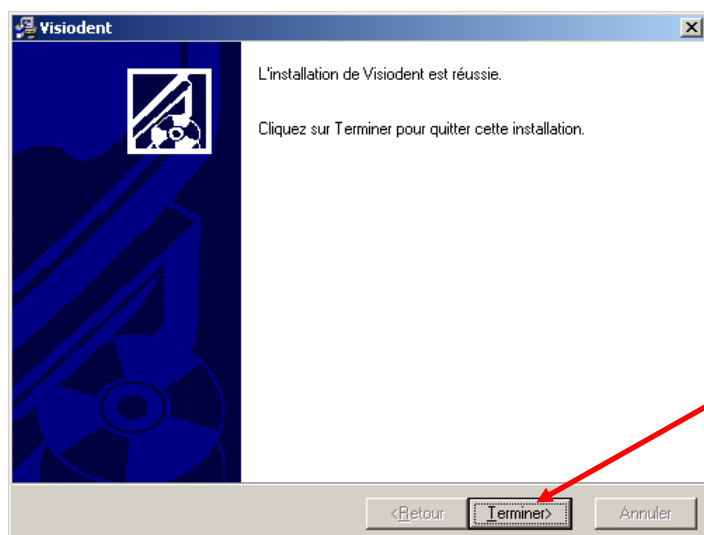 Visiodent
L'installation de Visiodent est réussie.
Cliquez sur Terminer pour quitter cette installation.
<Retour
Terminer>
Annuler